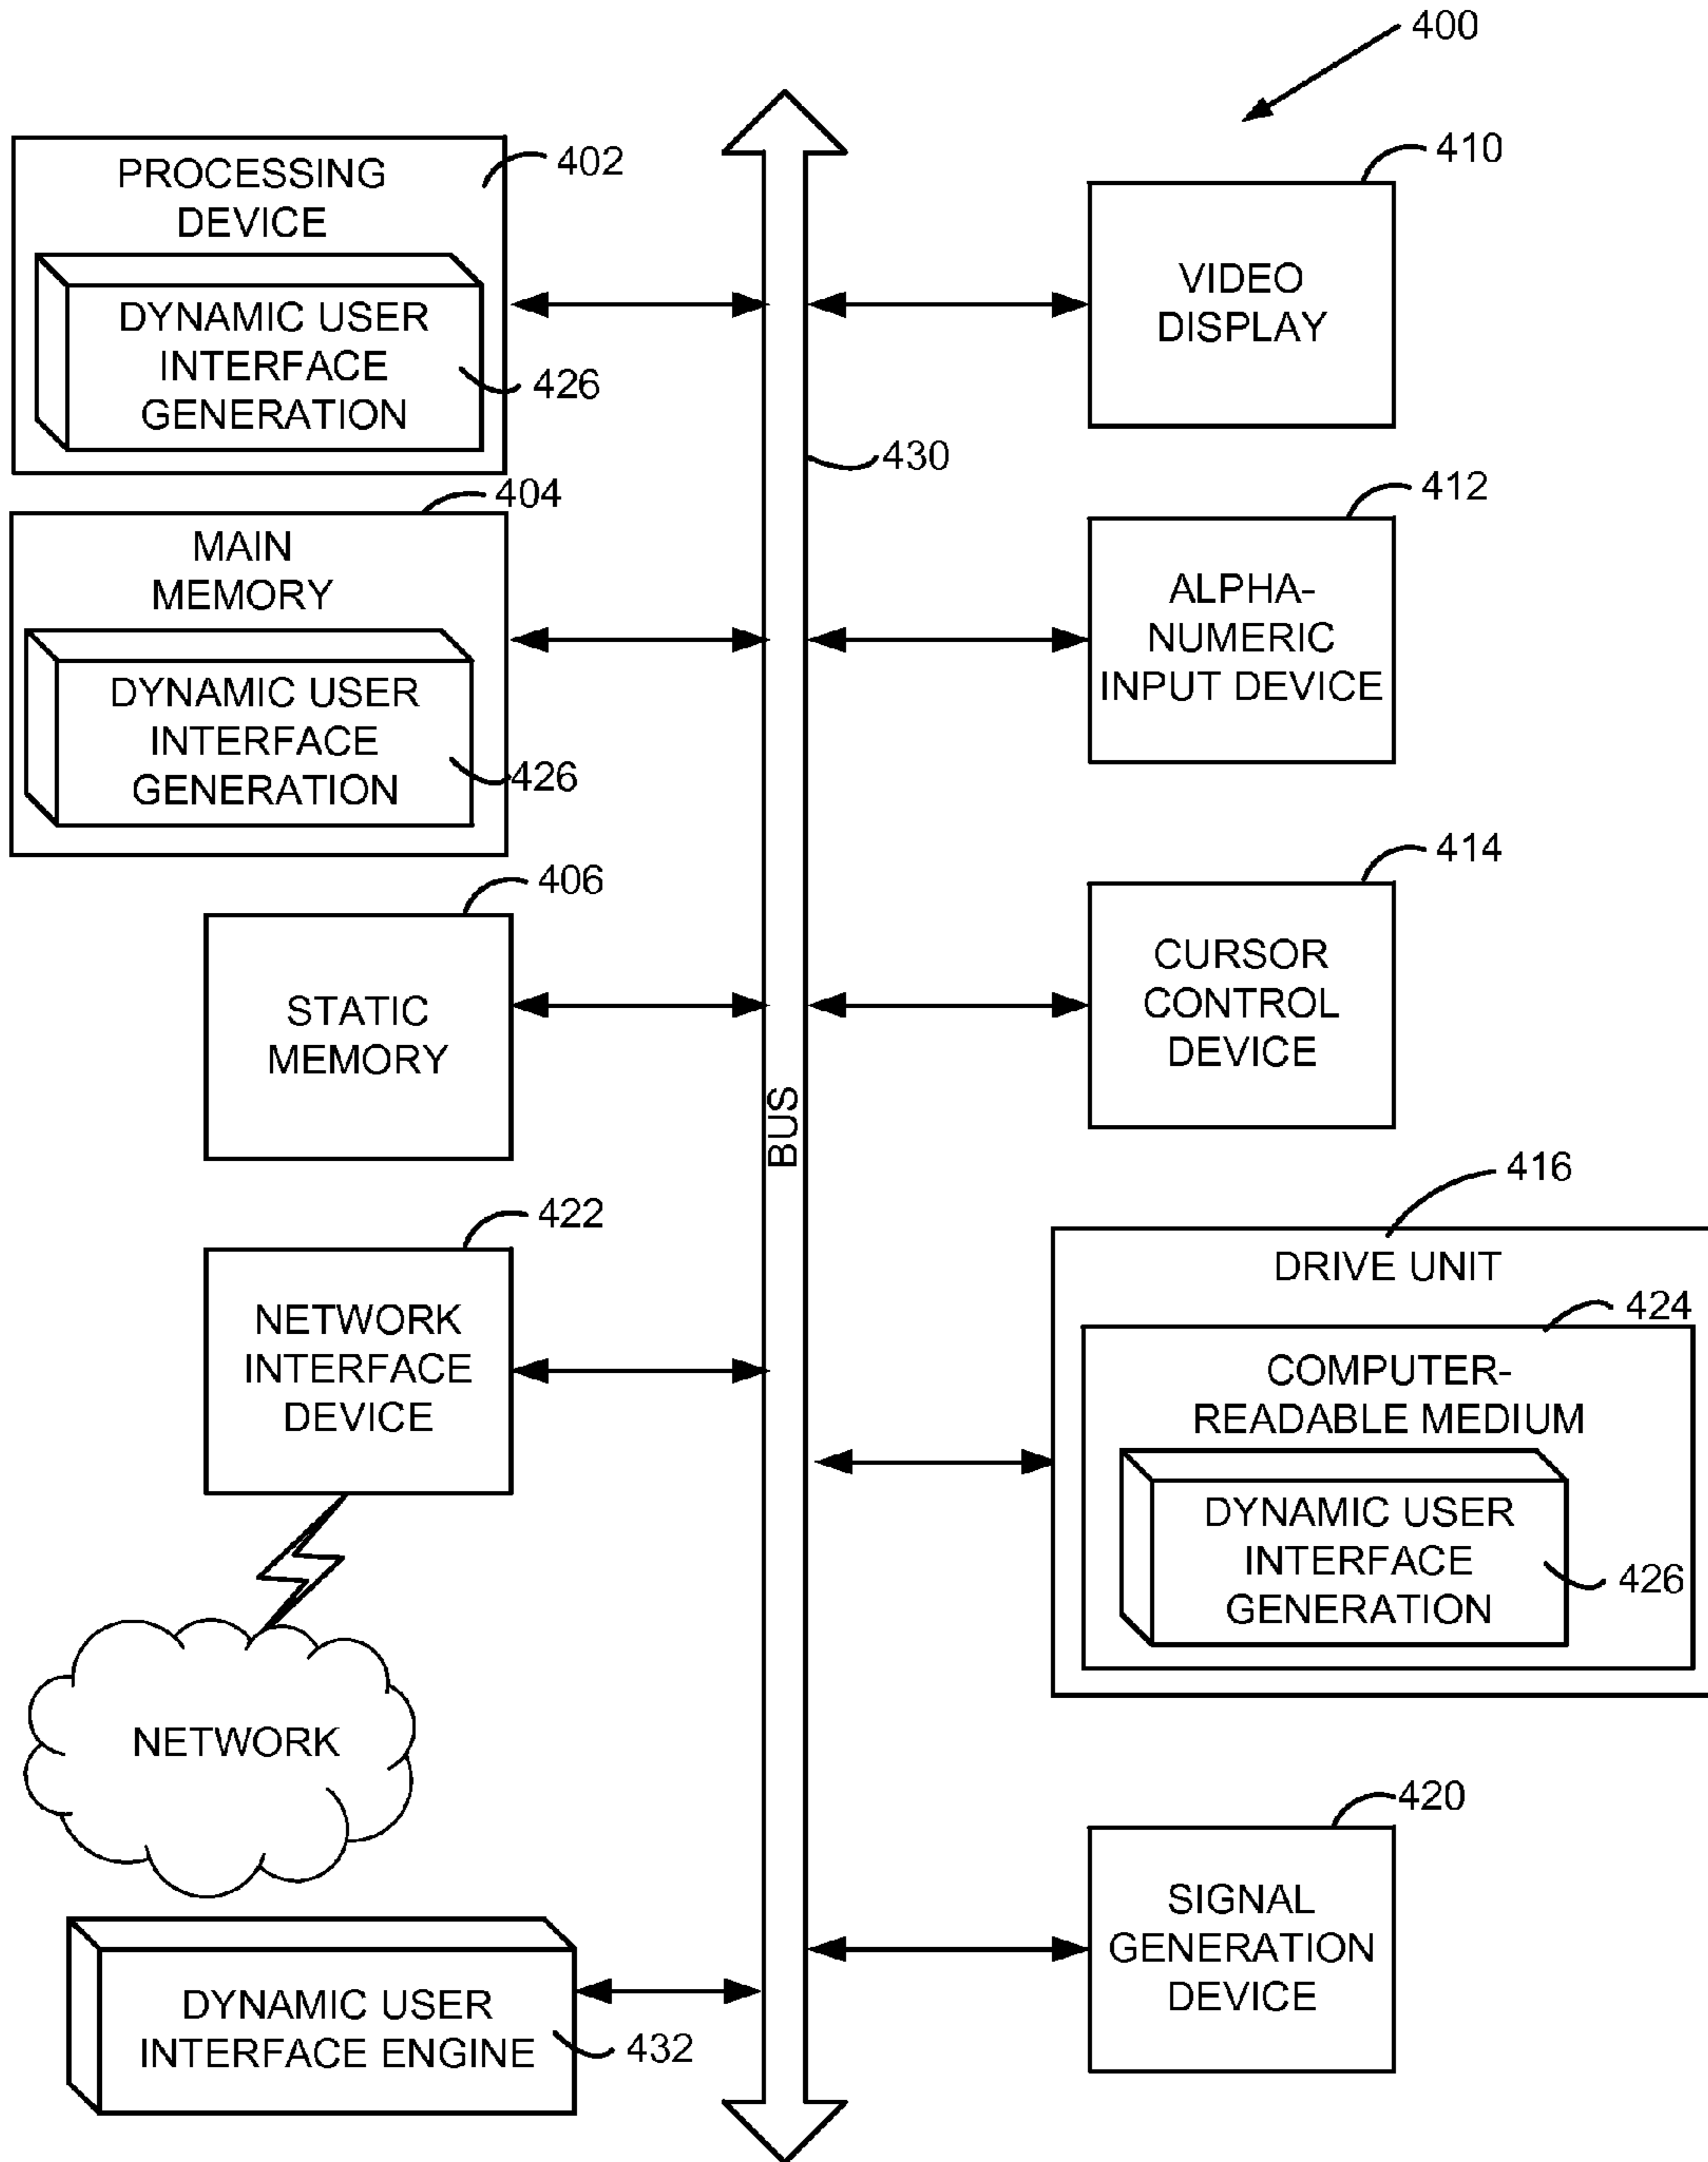 400
PROCESSING
DEVICE
402
DYNAMIC USER
INTERFACE
GENERATION
426
404
MAIN
MEMORY
DYNAMIC USER
INTERFACE
GENERATION
426
406
STATIC
MEMORY
422
NETWORK
INTERFACE
DEVICE
NETWORK
DYNAMIC USER
INTERFACE ENGINE
432
BUS
430
410
VIDEO
DISPLAY
412
ALPHA-
NUMERIC
INPUT DEVICE
414
CURSOR
CONTROL
DEVICE
416
DRIVE UNIT
424
COMPUTER-
READABLE MEDIUM
DYNAMIC USER
INTERFACE
GENERATION
426
420
SIGNAL
GENERATION
DEVICE